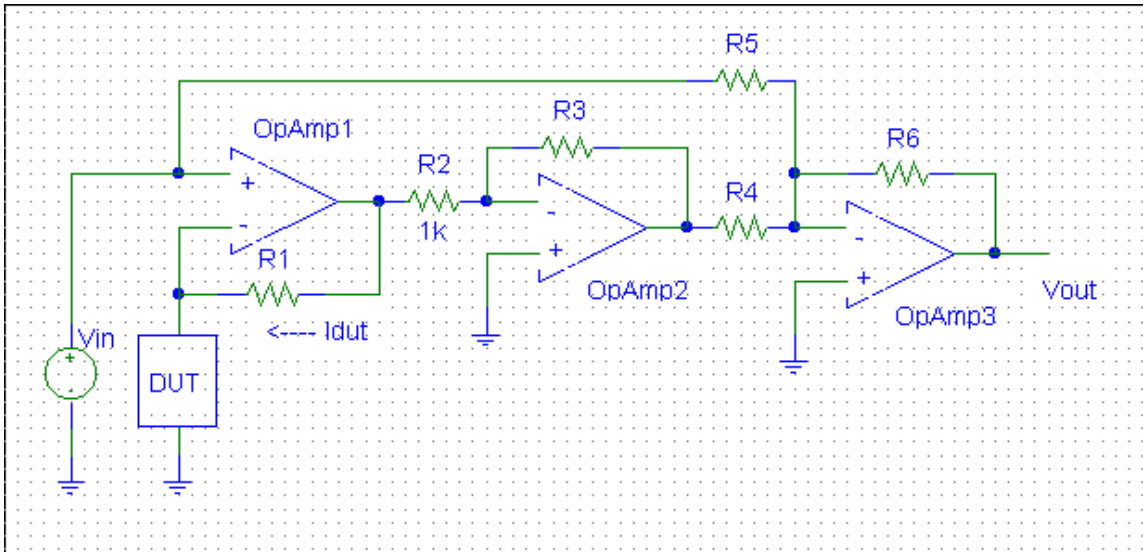 R5
R3
OpAmp1
R6
R2
R4
+
-
+
-
1k
-
+
R1
+
OpAmp2
Vout
OpAmp3
<---- Idut
Vin
+
-
DUT